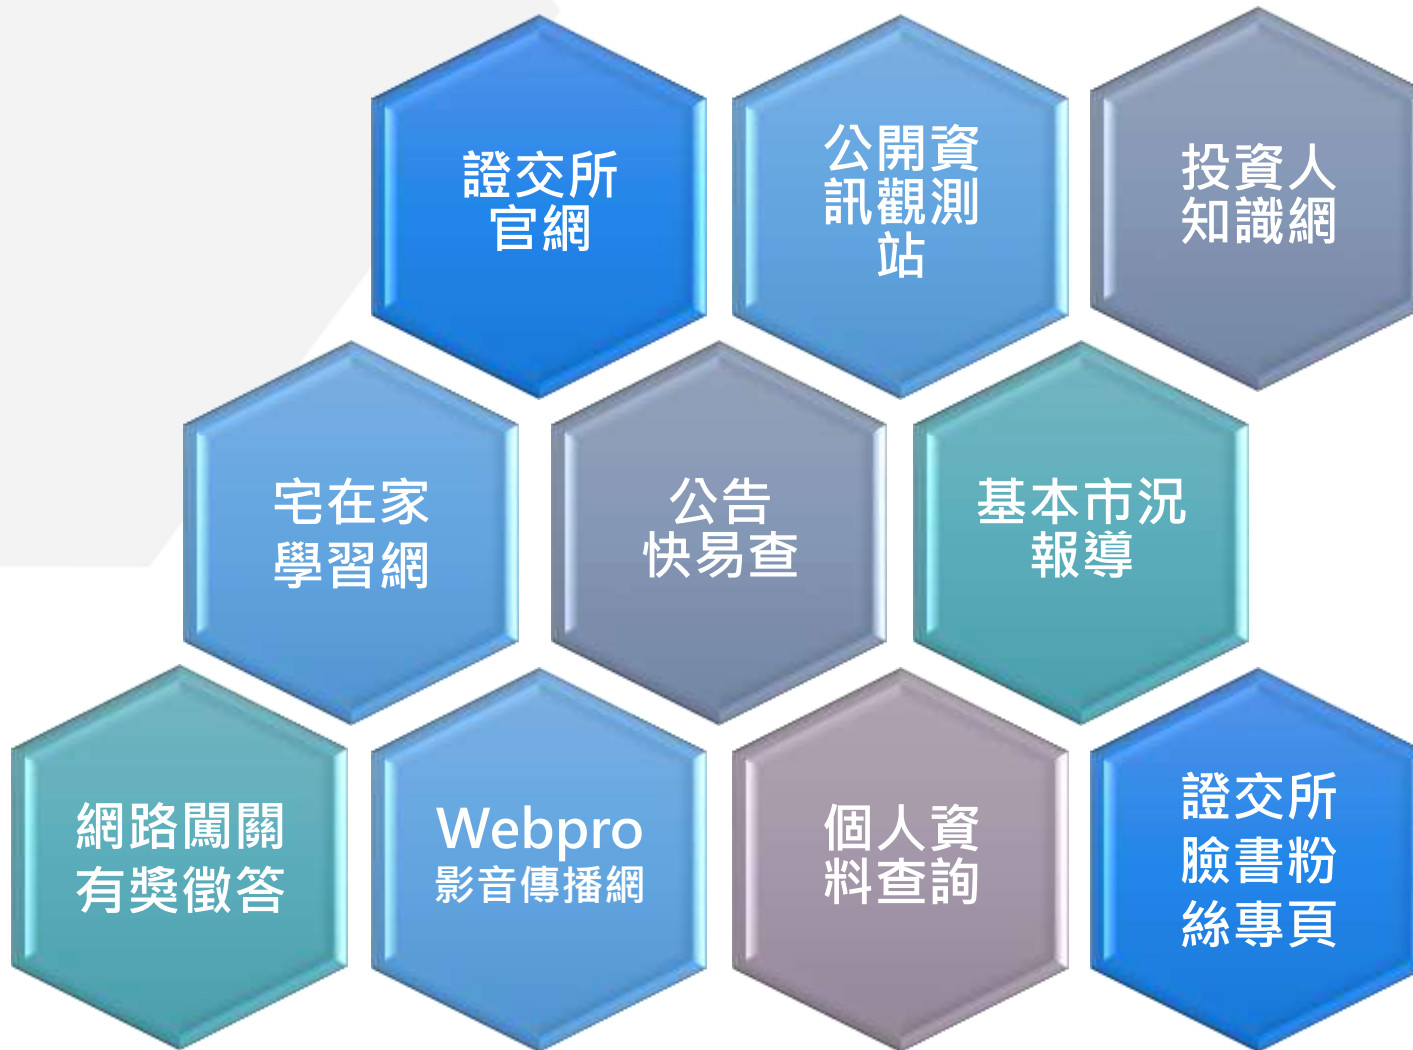 證交所
官網
公開資
訊觀測
站
投資人
知識網
宅在家
學習網
公告
快易查
基本市況
報導
網路闖關
有獎徵答
Webpro
影音傳播網
個人資
料查詢
證交所
臉書粉
絲專頁